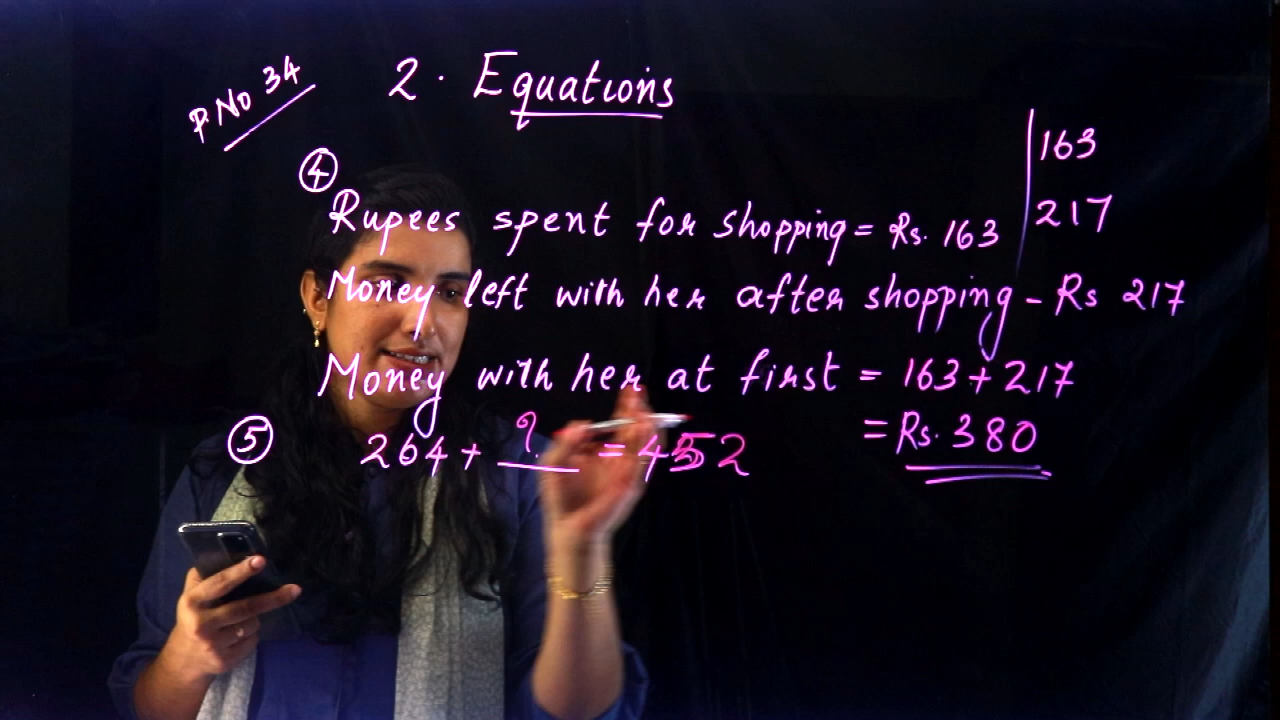 P.No 34
2. Equations
163
217
④
Rupees spent for shopping = Rs. 163
Money left with her after shopping - Rs 217
Money with her at first = 163 + 217
= Rs. 380
⑤ 264 + ? = 452